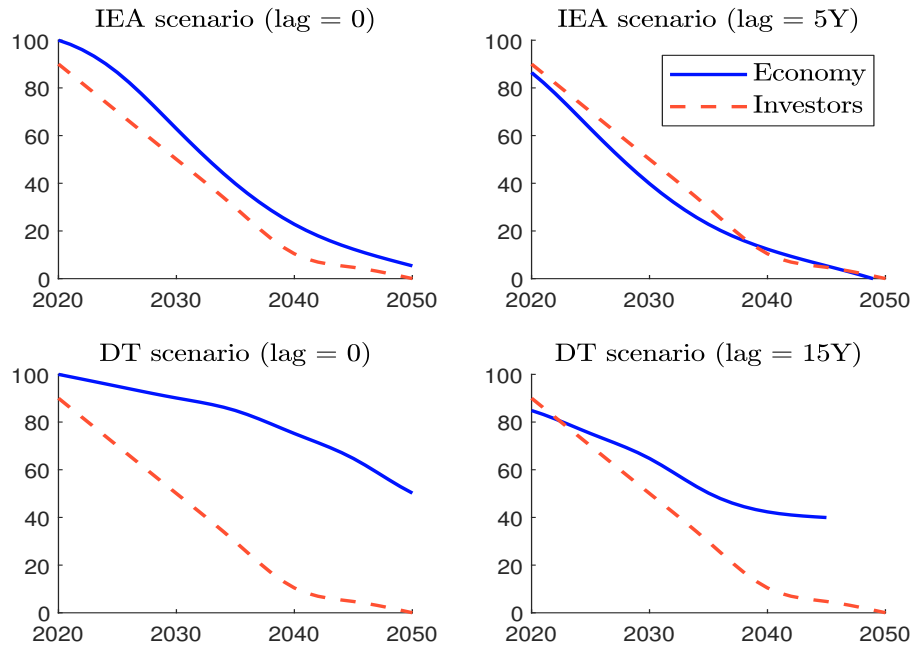 IEA scenario (lag = 0)
100
80
60
40
20
0
2020 2030 2040 2050
IEA scenario (lag = 5Y)
100
80
60
40
20
0
2020 2030 2040 2050
Economy
Investors
DT scenario (lag = 0)
100
80
60
40
20
0
2020 2030 2040 2050
DT scenario (lag = 15Y)
100
80
60
40
20
0
2020 2030 2040 2050